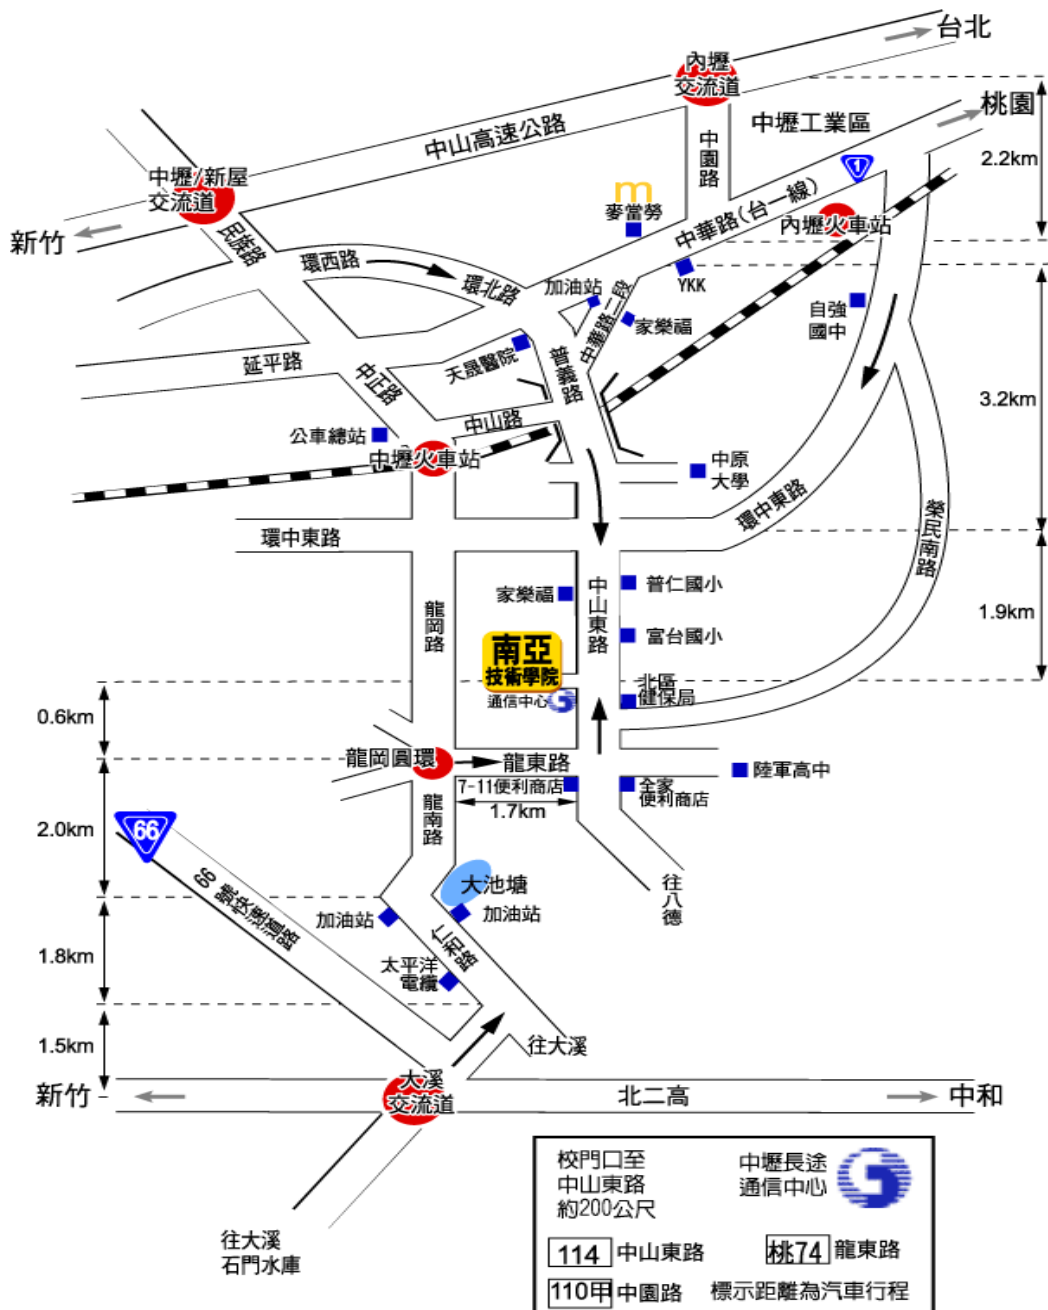 台北
內壢
交流道
桃園
中壢工業區
中園路
中山高速公路
2.2km
中壢/新屋
交流道
1
麥當勞
中華路(台一線)
內壢火車站
新竹
民族路
環西路
環北路
加油站
YKK
中華路二段
家樂福
自強
國中
延平路
天晟醫院
普義路
中正路
3.2km
中山路
公車總站
中壢火車站
中原
大學
環中東路
環中東路
榮民南路
家樂福
中山東路
普仁國小
1.9km
龍岡路
富台國小
南亞
技術學院
通信中心
北區
健保局
0.6km
龍岡圓環
龍東路
陸軍高中
7-11便利商店
全家
便利商店
1.7km
龍南路
2.0km
66
66號快速道路
大池塘
往八德
加油站
加油站
仁和路
1.8km
太平洋
電纜
1.5km
往大溪
大溪
交流道
新竹
北二高
中和
校門口至
中山東路
約200公尺
中壢長途
通信中心
114 中山東路
桃74 龍東路
110甲 中園路
標示距離為汽車行程
往大溪
石門水庫